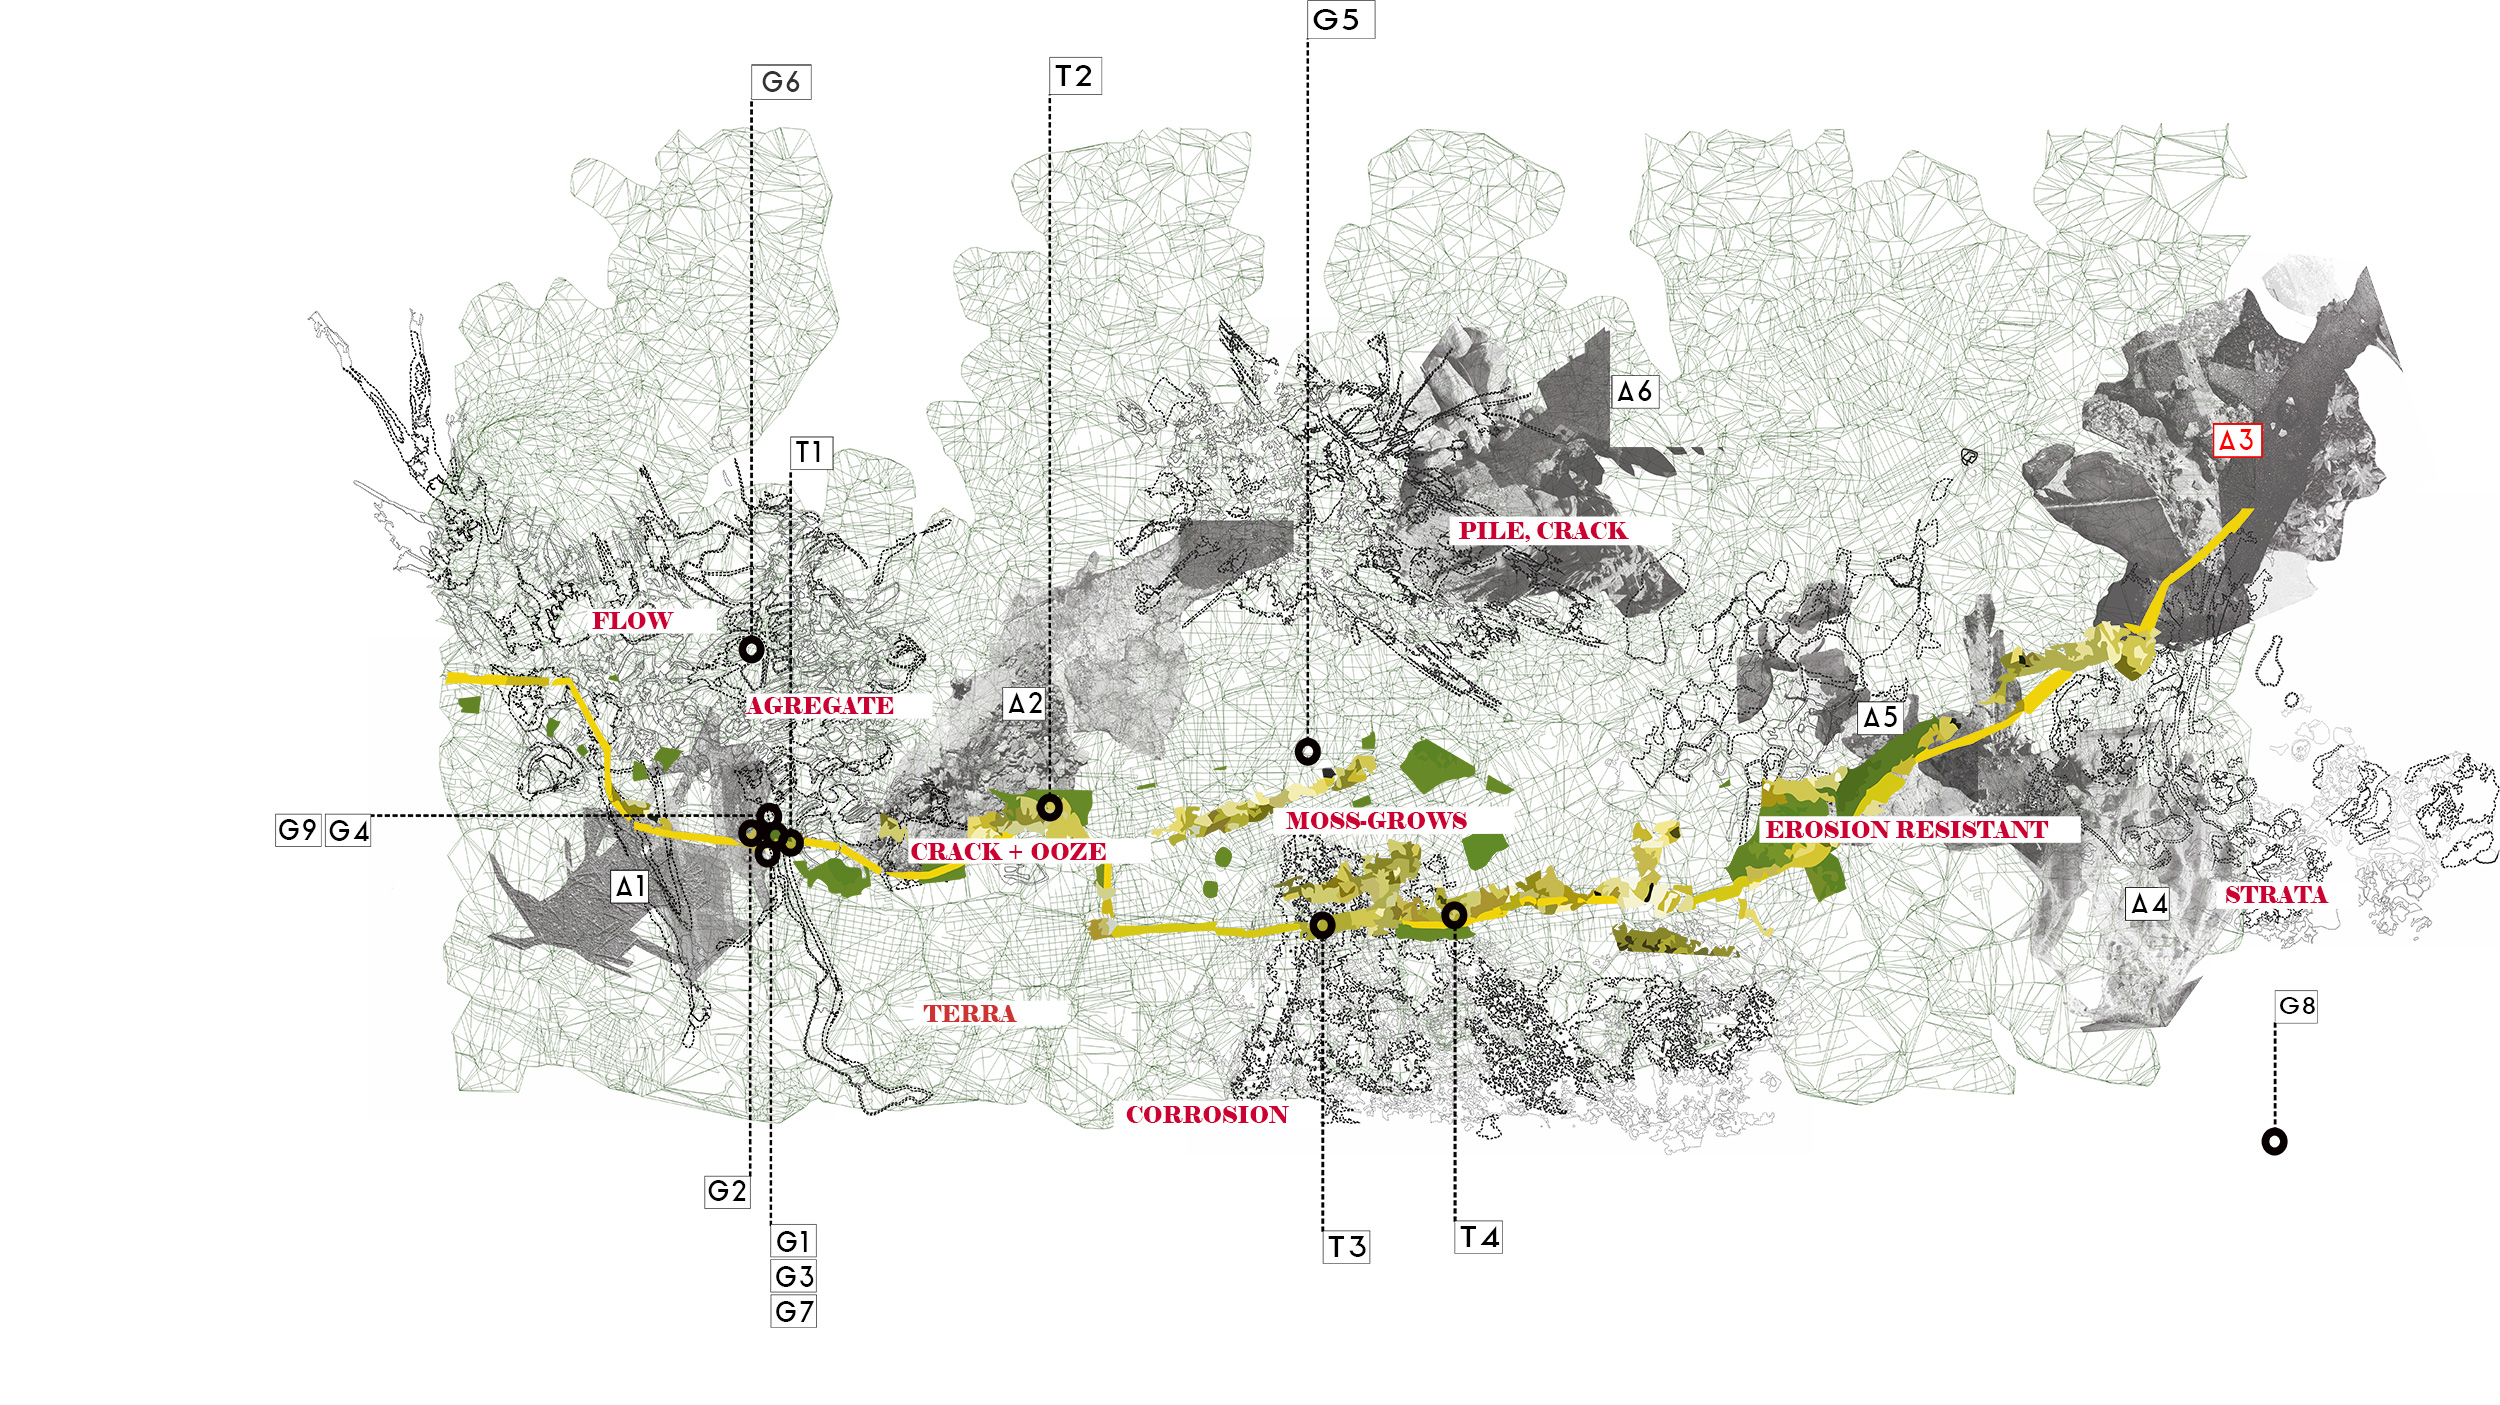 G5
G6
T2
A6
A3
T1
PILE, CRACK
FLOW
AGREGATE
A2
A5
G9 G4
MOSS-GROWS
EROSION RESISTANT
CRACK + OOZE
A1
A4
STRATA
TERRA
G8
CORROSION
G2
G1
T3
T4
G3
G7